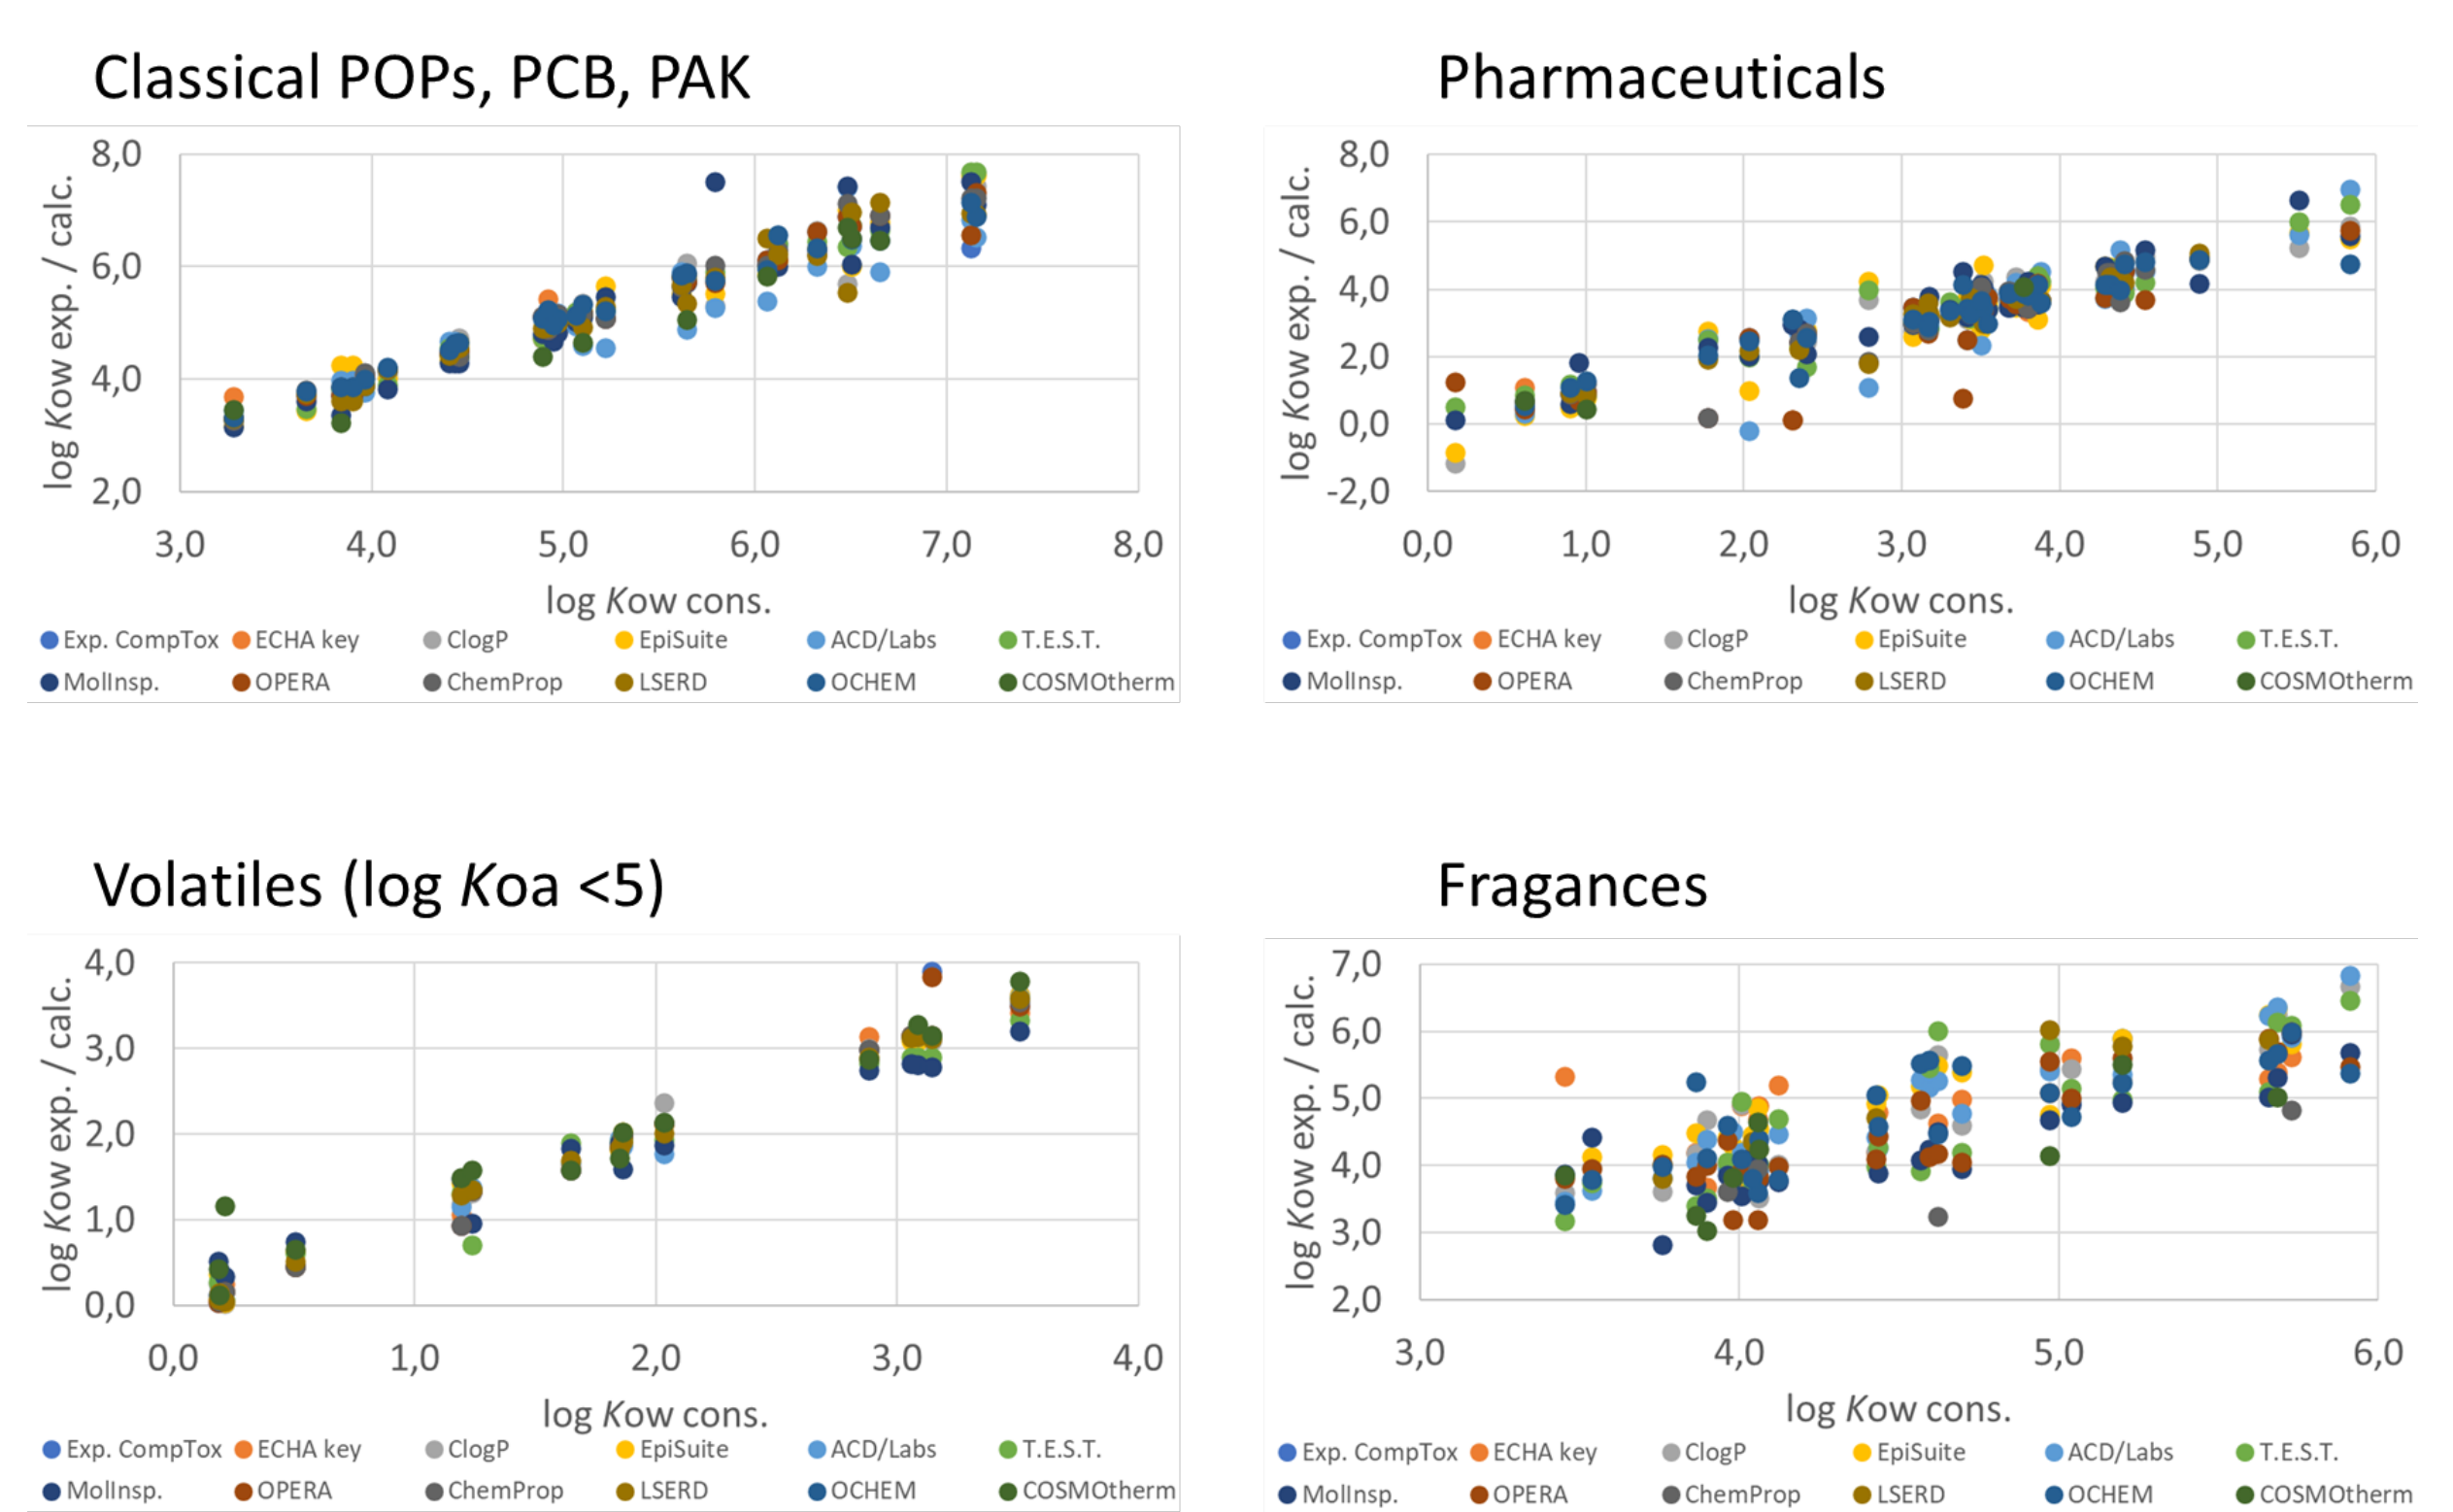 Classical POPs, PCB, PAK
8,0
6,0
4,0
2,0
log Kow exp. / calc.
3,0 4,0 5,0 6,0 7,0 8,0
log Kow cons.
Exp. CompTox ECHA key ClogP EpiSuite ACD/Labs T.E.S.T.
MolInsp. OPERA ChemProp LSERD OCHEM COSMOtherm
Pharmaceuticals
8,0
6,0
4,0
2,0
0,0
-2,0
log Kow exp. / calc.
0,0 1,0 2,0 3,0 4,0 5,0 6,0
log Kow cons.
Exp. CompTox ECHA key ClogP EpiSuite ACD/Labs T.E.S.T.
MolInsp. OPERA ChemProp LSERD OCHEM COSMOtherm
Volatiles (log Koa <5)
4,0
3,0
2,0
1,0
0,0
log Kow exp. / calc.
0,0 1,0 2,0 3,0 4,0
log Kow cons.
Exp. CompTox ECHA key ClogP EpiSuite ACD/Labs T.E.S.T.
MolInsp. OPERA ChemProp LSERD OCHEM COSMOtherm
Fragances
7,0
6,0
5,0
4,0
3,0
2,0
log Kow exp. / calc.
3,0 4,0 5,0 6,0
log Kow cons.
Exp. CompTox ECHA key ClogP EpiSuite ACD/Labs T.E.S.T.
MolInsp. OPERA ChemProp LSERD OCHEM COSMOtherm